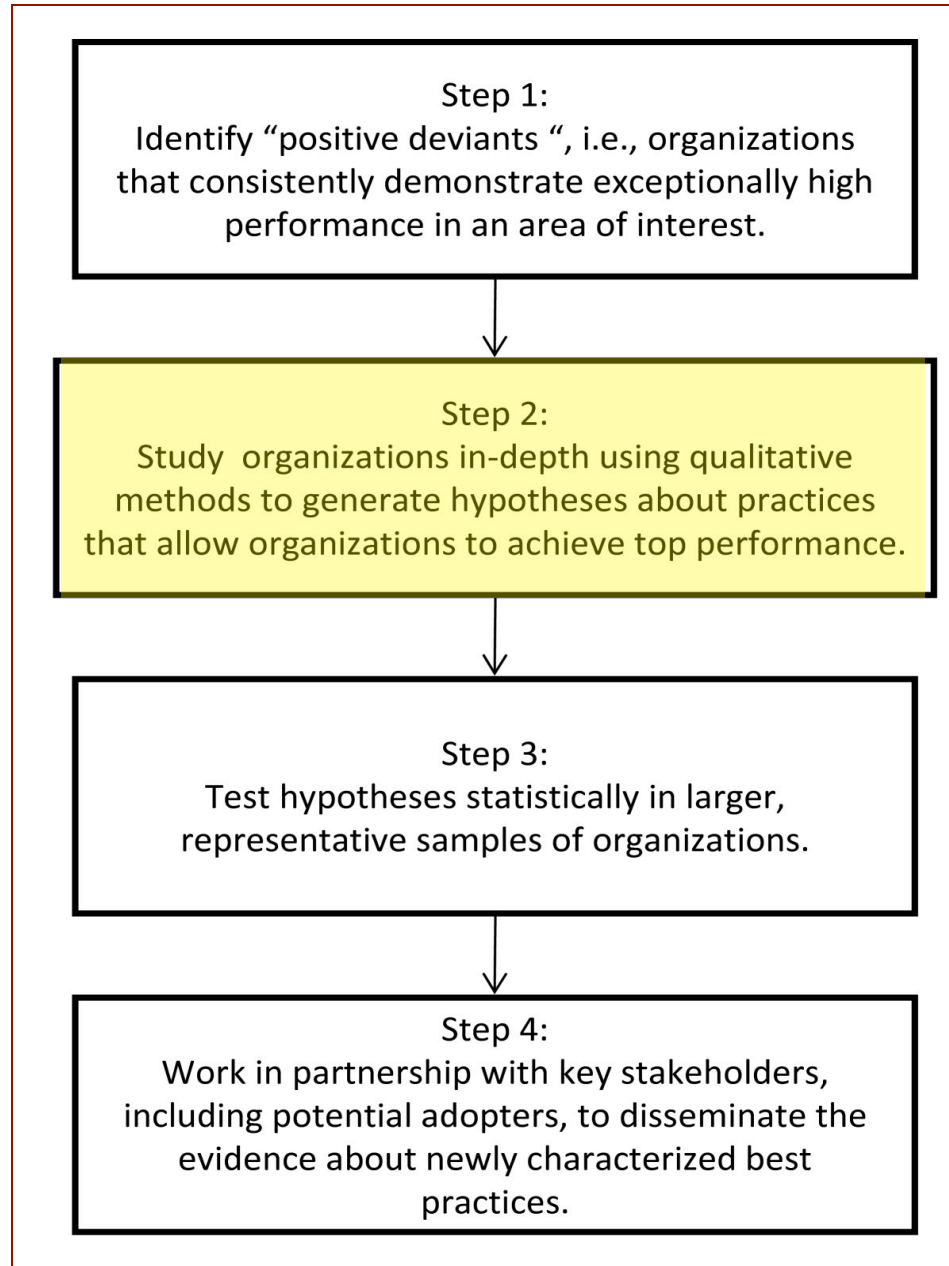 Step 1:
Identify “positive deviants “, i.e., organizations
that consistently demonstrate exceptionally high
performance in an area of interest.
Step 2:
Study  organizations in-depth using qualitative
methods to generate hypotheses about practices
that allow organizations to achieve top performance.
Step 3:
Test hypotheses statistically in larger,
representative samples of organizations.
Step 4:
Work in partnership with key stakeholders,
including potential adopters, to disseminate the
evidence about newly characterized best
practices.